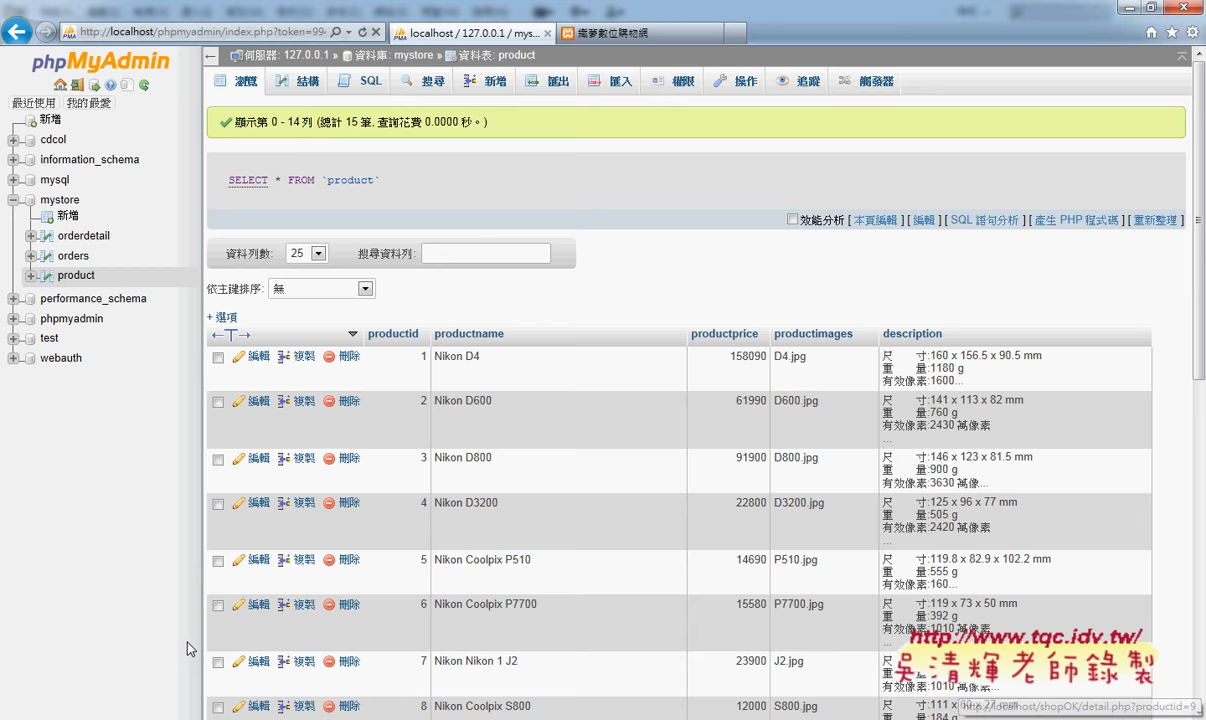 http://localhost/phpmyadmin/index.php?token=99
localhost / 127.0.0.1 / mys...
織夢數位購物網
phpMyAdmin
伺服器: 127.0.0.1 » 資料庫: mystore » 資料表: product
瀏覽 結構 SQL 搜尋 新增 匯出 匯入 權限 操作 追蹤 觸發器
最近使用 我的最愛
新增
cdcol
information_schema
mysql
mystore
新增
orderdetail
orders
product
performance_schema
phpmyadmin
test
webauth
顯示第 0 - 14 列 (總計 15 筆, 查詢花費 0.0000 秒。)
SELECT * FROM `product`
效能分析 [ 本頁編輯 ] [ 編輯 ] [ SQL 語句分析 ] [ 產生 PHP 程式碼 ] [ 重新整理 ]
資料列數: 25 搜尋資料列:
依主鍵排序: 無
+ 選項
←T→ productid productname productprice productimages description
編輯 複製 刪除 1 Nikon D4 158090 D4.jpg 尺 寸:160 x 156.5 x 90.5 mm
重 量:1180 g
有效像素:1600...
編輯 複製 刪除 2 Nikon D600 61990 D600.jpg 尺 寸:141 x 113 x 82 mm
重 量:760 g
有效像素:2430 萬像素
...
編輯 複製 刪除 3 Nikon D800 91900 D800.jpg 尺 寸:146 x 123 x 81.5 mm
重 量:900 g
有效像素:3630 萬像...
編輯 複製 刪除 4 Nikon D3200 22800 D3200.jpg 尺 寸:125 x 96 x 77 mm
重 量:505 g
有效像素:2420 萬像素
...
編輯 複製 刪除 5 Nikon Coolpix P510 14690 P510.jpg 尺 寸:119.8 x 82.9 x 102.2 mm
重 量:555 g
有效像素:160...
編輯 複製 刪除 6 Nikon Coolpix P7700 15580 P7700.jpg 尺 寸:119 x 73 x 50 mm
重 量:392 g
有效像素:1010 萬像素
http://www.tqc.idv.tw/
吳清輝老師錄製
編輯 複製 刪除 7 Nikon Nikon 1 J2 23900 J2.jpg
編輯 複製 刪除 8 Nikon Coolpix S800 12000 S800.jpg
http://localhost/shopOK/detail.php?productid=9